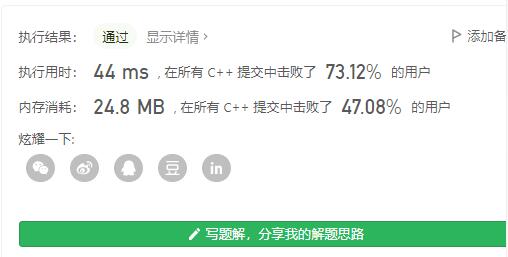 执行结果： 通过 显示详情 › 添加备
执行用时： 44 ms , 在所有 C++ 提交中击败了 73.12% 的用户
内存消耗： 24.8 MB , 在所有 C++ 提交中击败了 47.08% 的用户
炫耀一下:
豆 in
写题解，分享我的解题思路